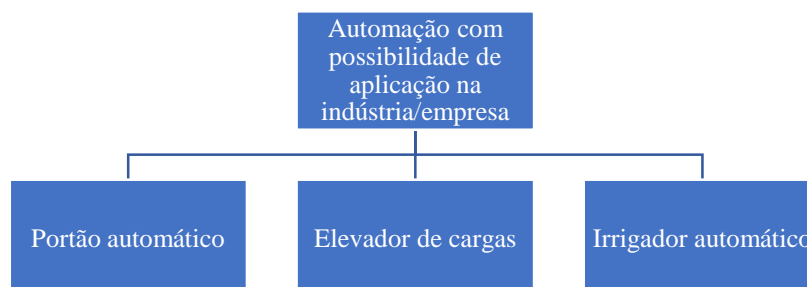 Automação com
possibilidade de
aplicação na
indústria/empresa
Portão automático
Elevador de cargas
Irrigador automático